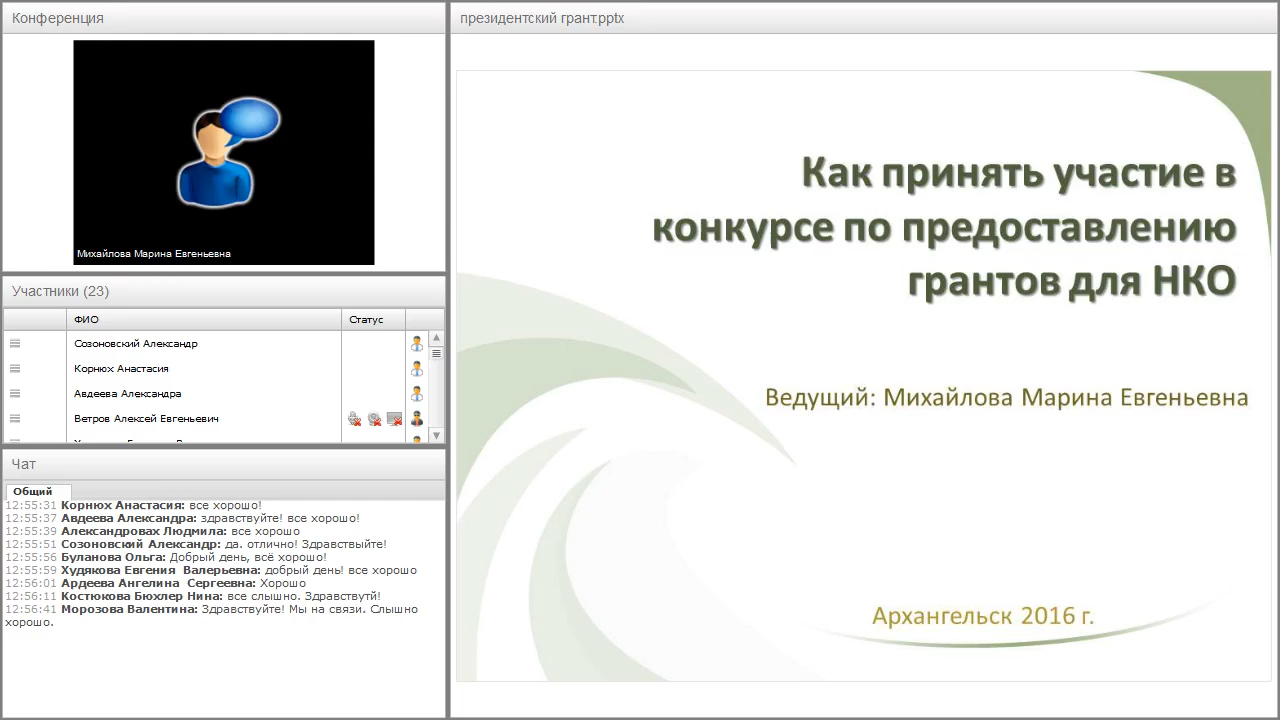 Конференция
Михайлова Марина Евгеньевна
Участники (23)
ФИО
Статус
Созоновский Александр
Корнюх Анастасия
Авдеева Александра
Ветров Алексей Евгеньевич
Чат
Общий
12:55:31 Корнюх Анастасия: все хорошо!
12:55:37 Авдеева Александра: здравствуйте! все хорошо!
12:55:39 Александровах Людмила: все хорошо
12:55:51 Созоновский Александр: да. отлично! Здравствыйте!
12:55:56 Буланова Ольга: Добрый день, всё хорошо!
12:55:59 Худякова Евгения Валерьевна: добрый день! все хорошо
12:56:01 Ардеева Ангелина Сергеевна: Хорошо
12:56:11 Костюкова Бюхлер Нина: все слышно. Здравствутй!
12:56:41 Морозова Валентина: Здравствуйте! Мы на связи. Слышно
хорошо.
президентский грант.pptx
Как принять участие в
конкурсе по предоставлению
грантов для НКО
Ведущий: Михайлова Марина Евгеньевна
Архангельск 2016 г.